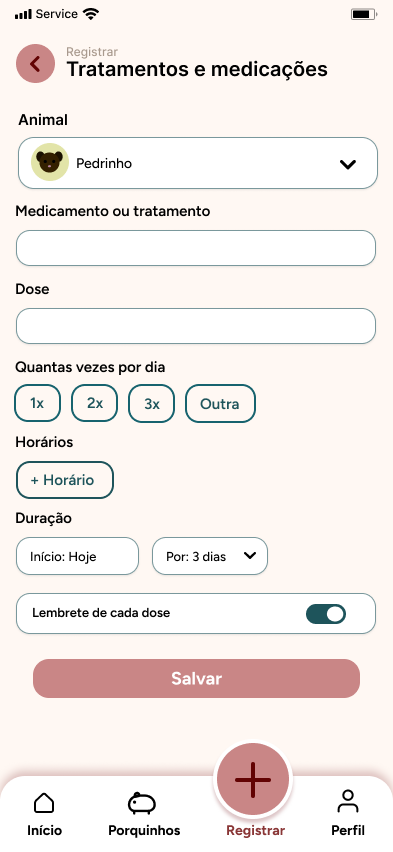 Service
Registrar
Tratamentos e medicações
Animal
Pedrinho
Medicamento ou tratamento
Dose
Quantas vezes por dia
1x 2x 3x Outra
Horários
+ Horário
Duração
Início: Hoje Por: 3 dias
Lembrete de cada dose
Salvar
Início Porquinhos Registrar Perfil